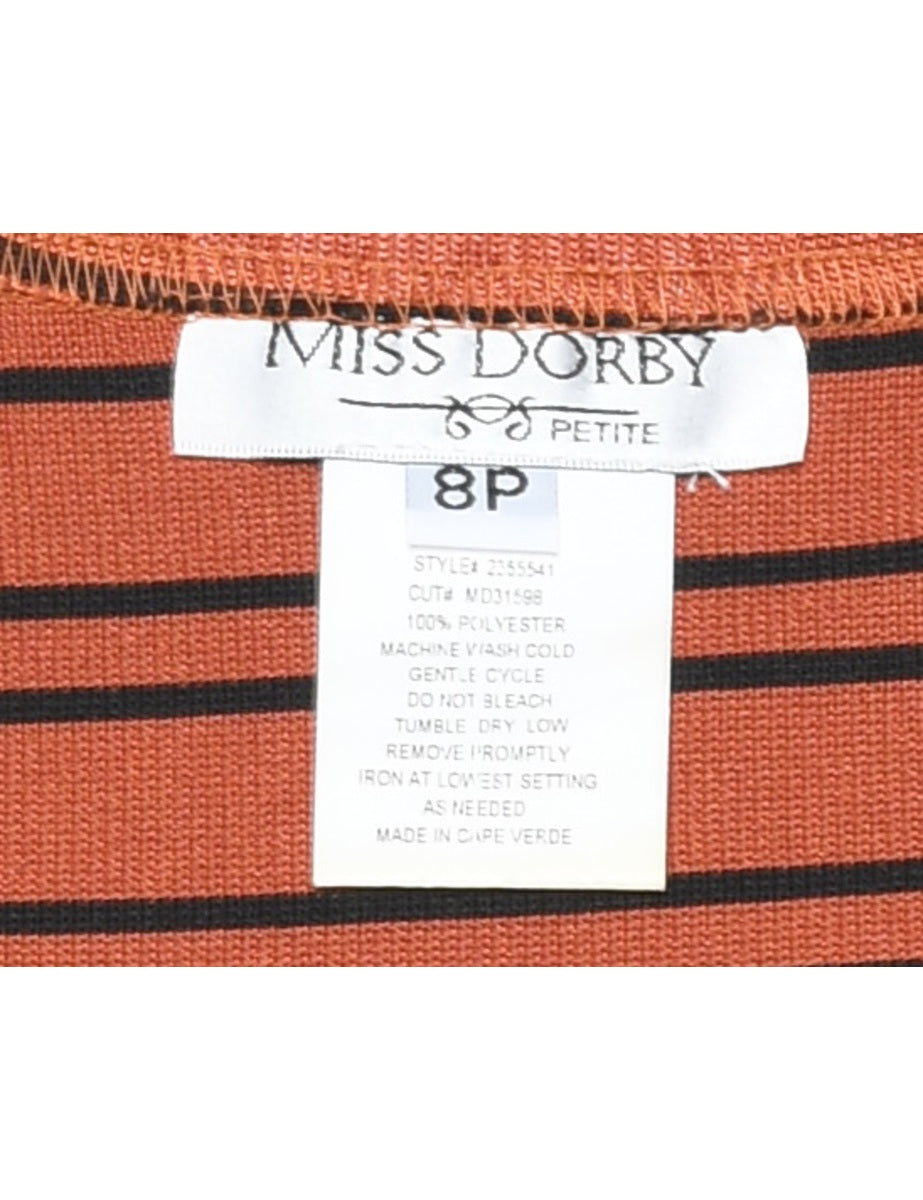 MISS DORBY
PETITE
8P
STYLE# 2355541
CUT# MD31598
100% POLYESTER
MACHINE WASH COLD
GENTLE CYCLE
DO NOT BLEACH
TUMBLE DRY LOW
REMOVE PROMPTLY
IRON AT LOWEST SETTING
AS NEEDED
MADE IN CAPE VERDE